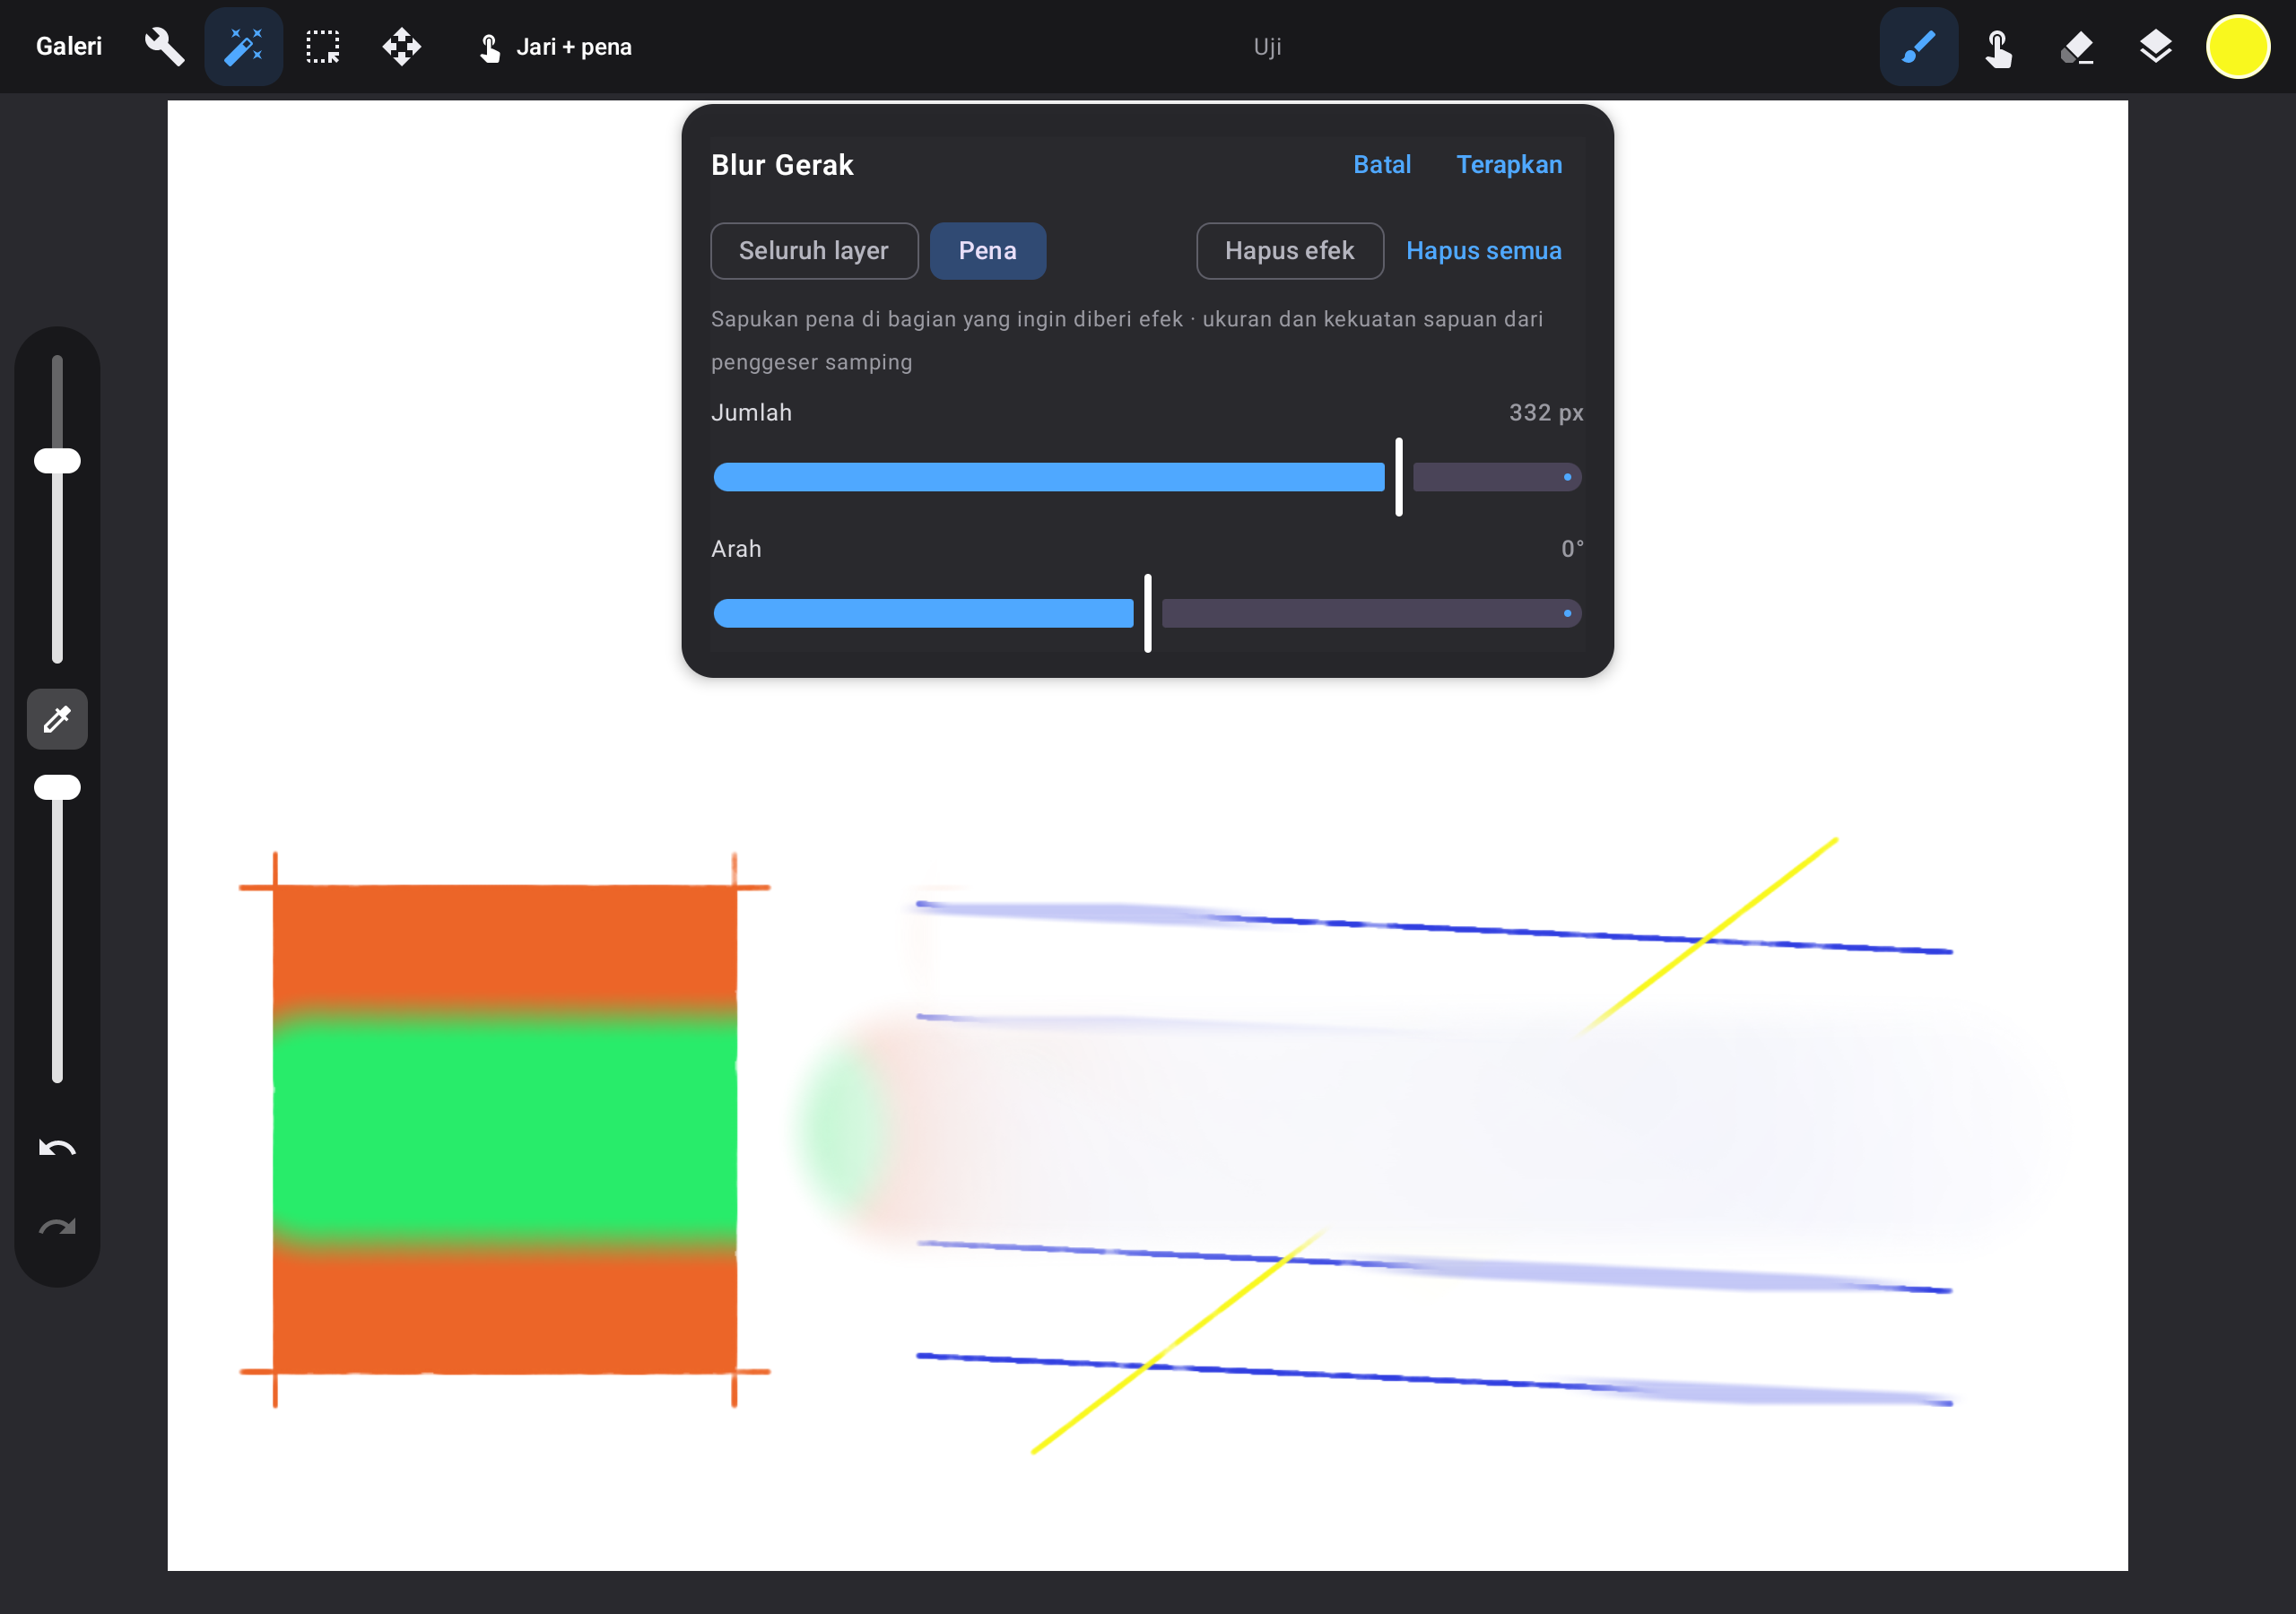 Galeri
Jari + pena
Uji
Blur Gerak
Batal
Terapkan
Seluruh layer
Pena
Hapus efek
Hapus semua
Sapukan pena di bagian yang ingin diberi efek · ukuran dan kekuatan sapuan dari
penggeser samping
Jumlah
332 px
Arah
0°